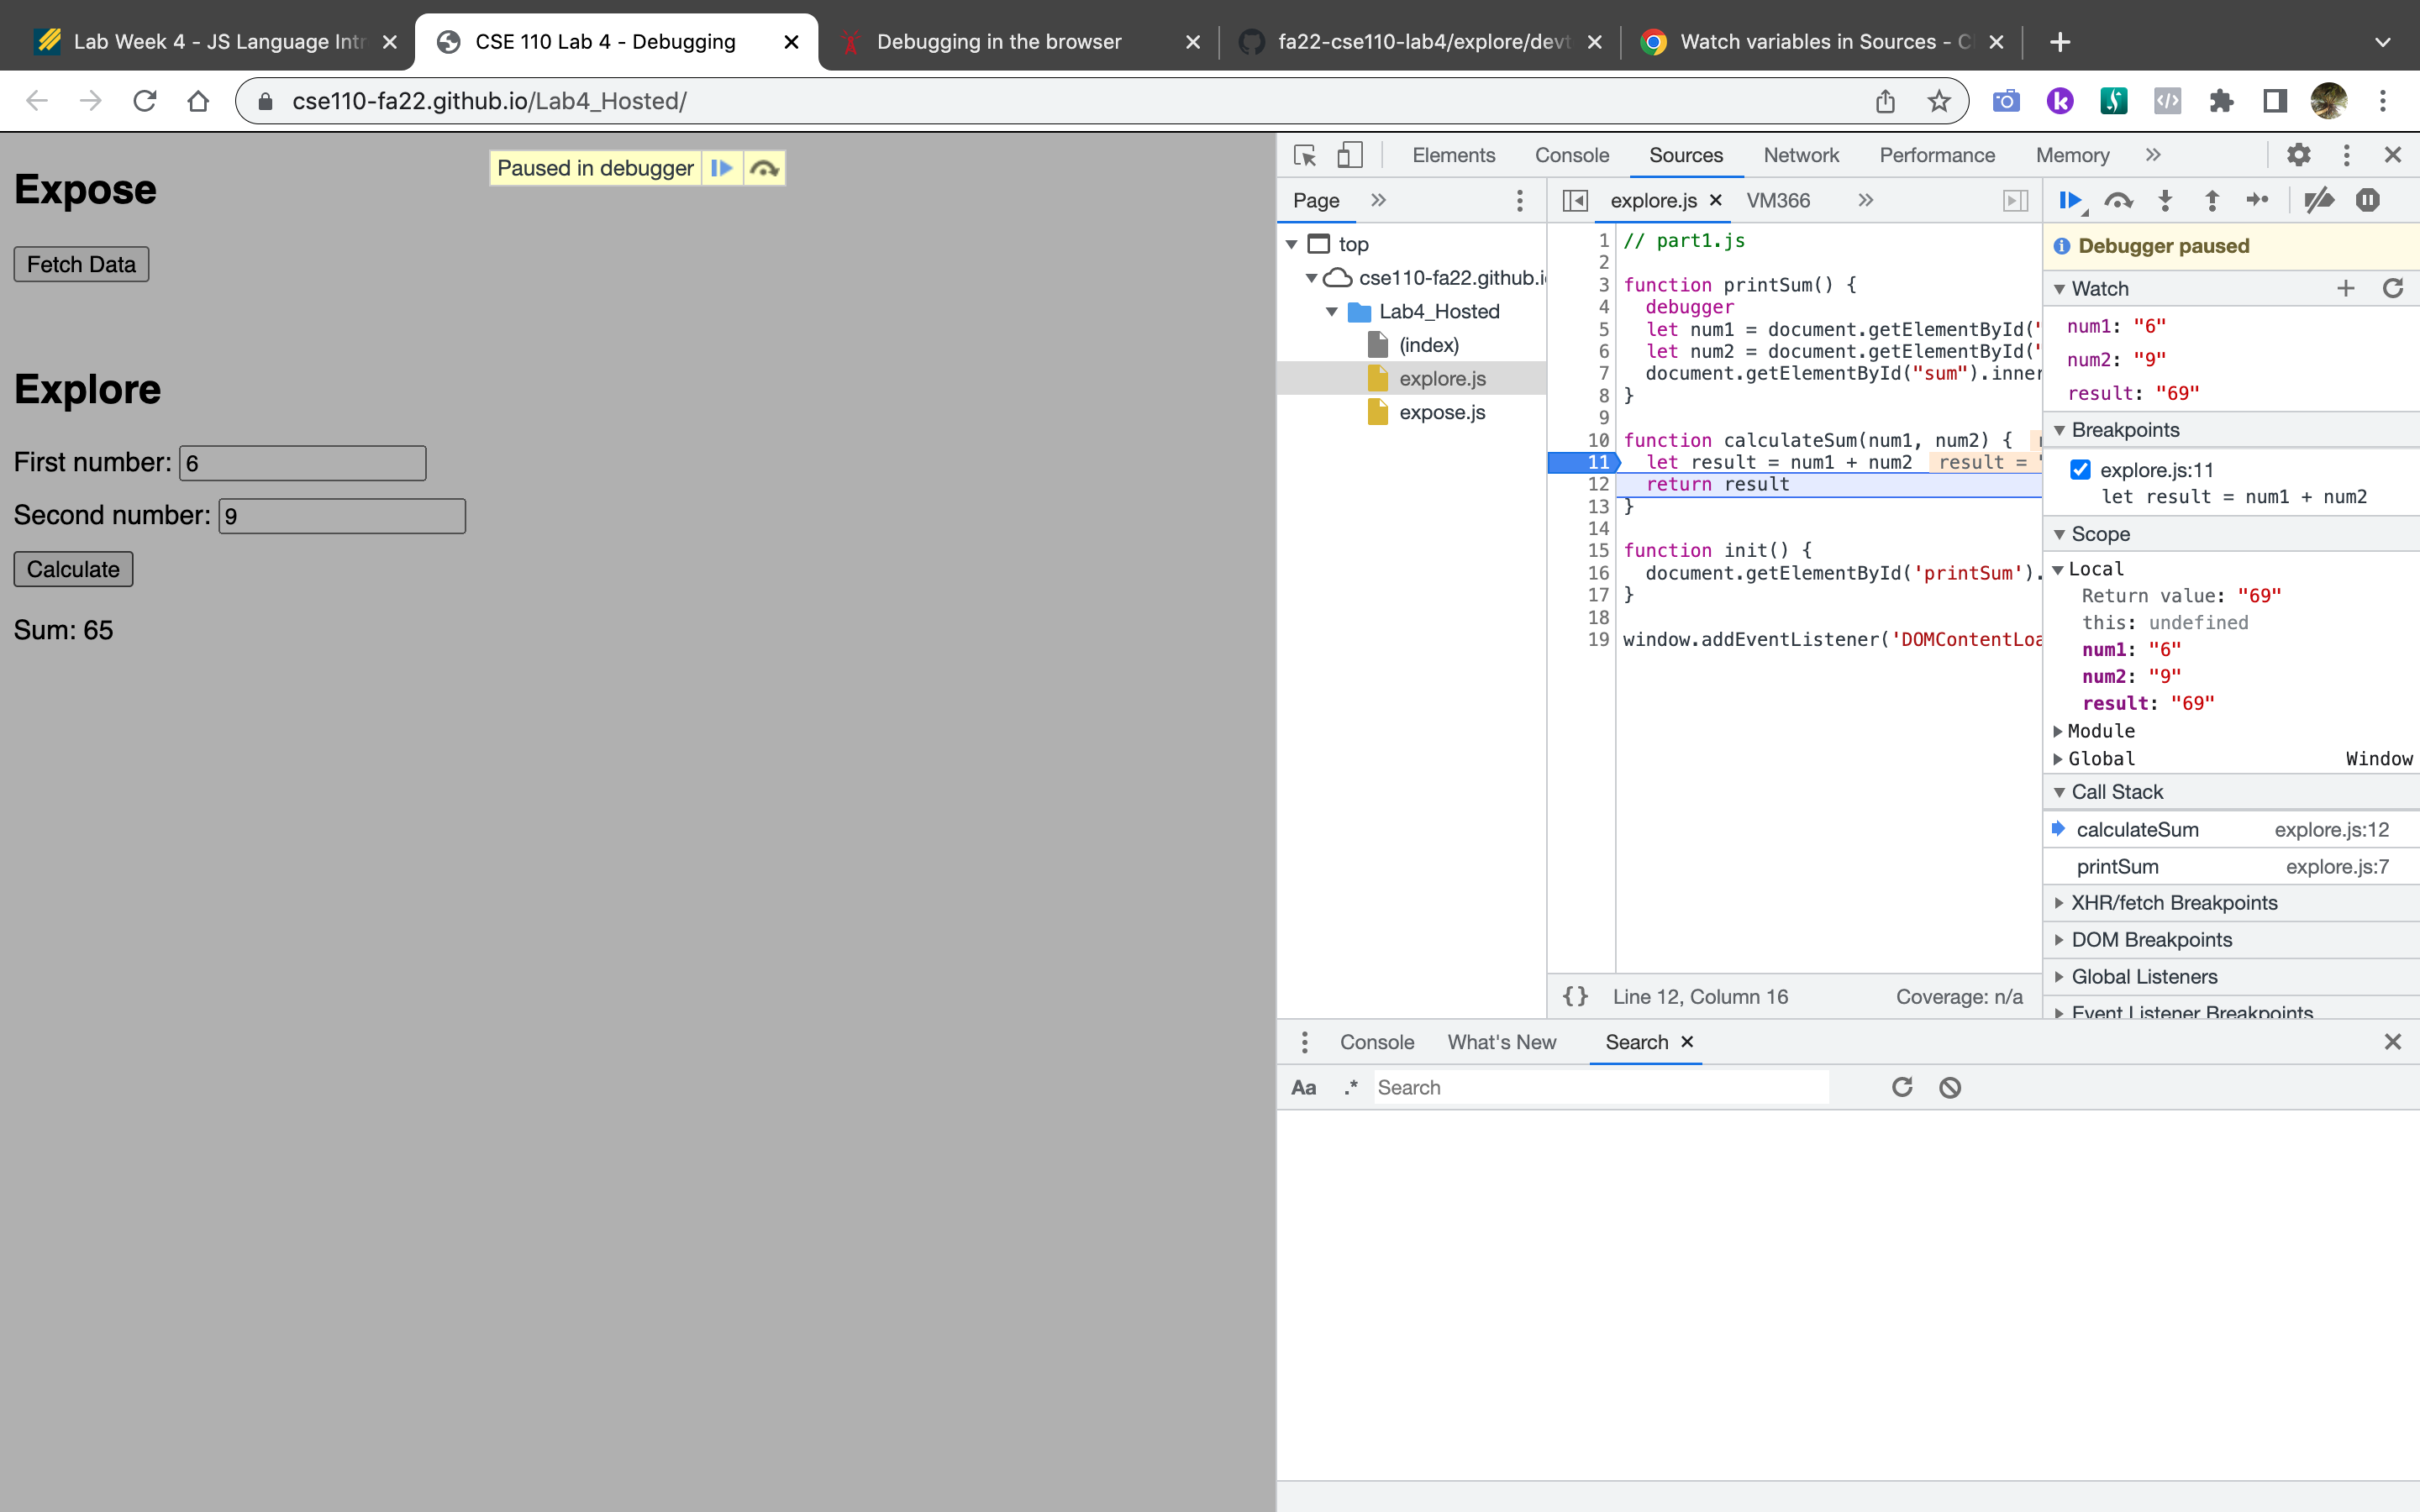 Lab Week 4 - JS Language Intr
CSE 110 Lab 4 - Debugging
Debugging in the browser
fa22-cse110-lab4/explore/devt
Watch variables in Sources - C
cse110-fa22.github.io/Lab4_Hosted/
Expose
Paused in debugger
Fetch Data
Explore
First number: 6
Second number: 9
Calculate
Sum: 65
Elements Console Sources Network Performance Memory
Page
top
cse110-fa22.github.i
Lab4_Hosted
(index)
explore.js
expose.js
explore.js VM366
1 // part1.js
2
3 function printSum() {
4 debugger
5 let num1 = document.getElementById('
6 let num2 = document.getElementById('
7 document.getElementById("sum").inner
8 }
9
10 function calculateSum(num1, num2) {
11 let result = num1 + num2 result =
12 return result
13 }
14
15 function init() {
16 document.getElementById('printSum').
17 }
18
19 window.addEventListener('DOMContentLoa
{} Line 12, Column 16 Coverage: n/a
Debugger paused
Watch
num1: "6"
num2: "9"
result: "69"
Breakpoints
explore.js:11
let result = num1 + num2
Scope
Local
Return value: "69"
this: undefined
num1: "6"
num2: "9"
result: "69"
Module
Global Window
Call Stack
calculateSum explore.js:12
printSum explore.js:7
XHR/fetch Breakpoints
DOM Breakpoints
Global Listeners
Event Listener Breakpoints
Console What's New Search
Aa .* Search